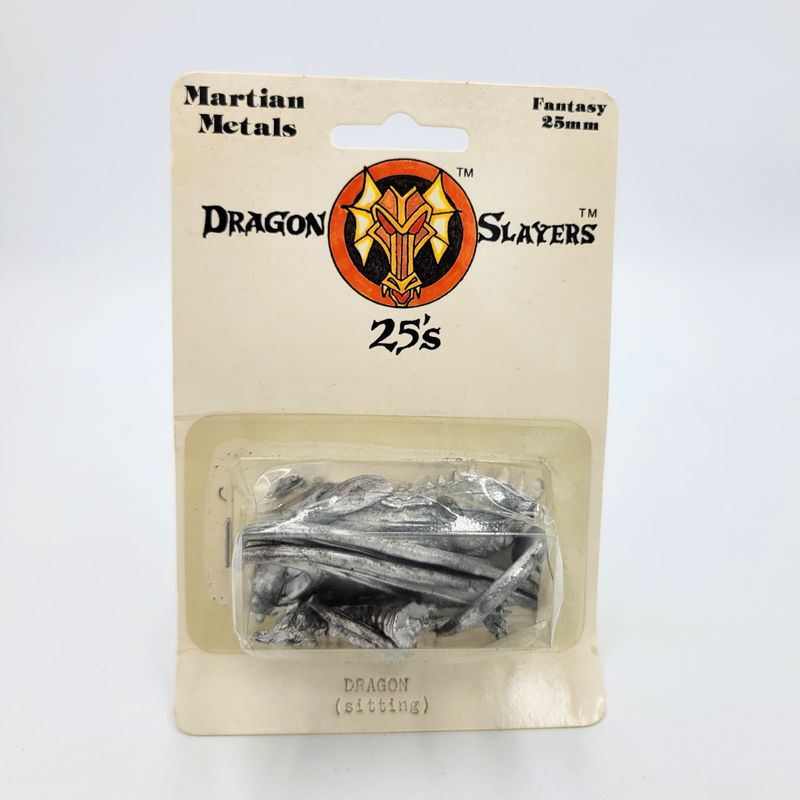 Martian
Metals
Fantasy
25mm
DRAGON
TM
SLAYERS TM
25's
DRAGON
(sitting)